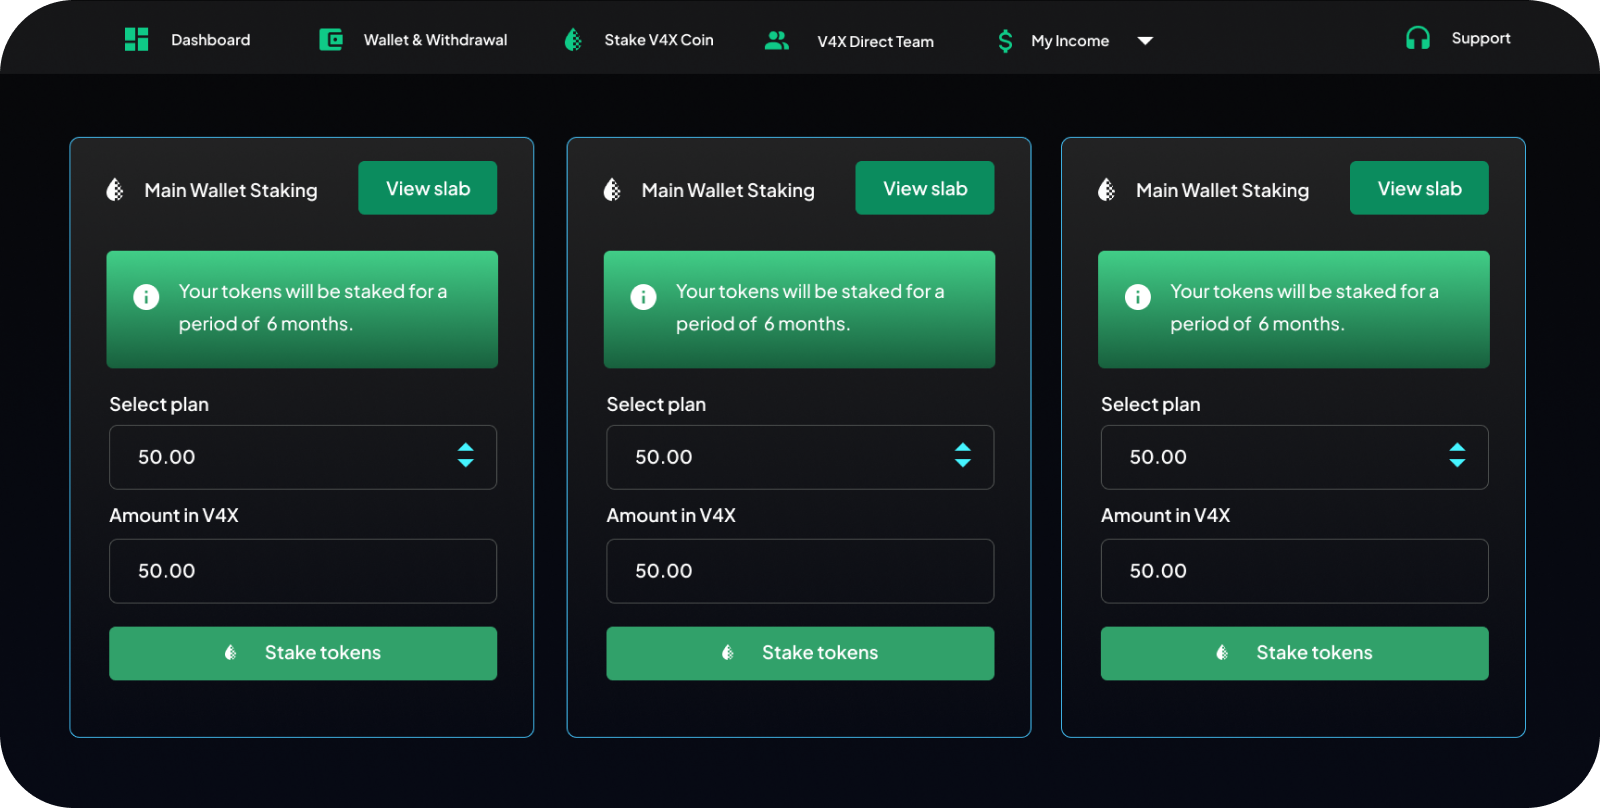 Dashboard
Wallet & Withdrawal
Stake V4X Coin
V4X Direct Team
My Income
Support
Main Wallet Staking
View slab
Your tokens will be staked for a
period of 6 months.
Select plan
50.00
Amount in V4X
50.00
Stake tokens
Main Wallet Staking
View slab
Your tokens will be staked for a
period of 6 months.
Select plan
50.00
Amount in V4X
50.00
Stake tokens
Main Wallet Staking
View slab
Your tokens will be staked for a
period of 6 months.
Select plan
50.00
Amount in V4X
50.00
Stake tokens